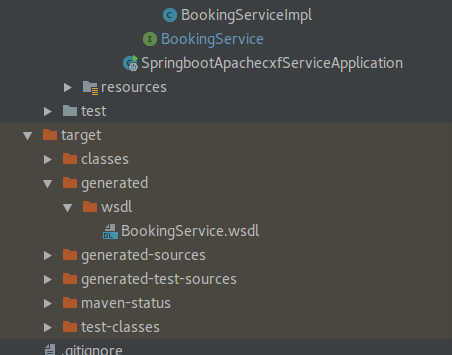 BookingServiceImpl
BookingService
SpringbootApachecxfServiceApplication
resources
test
target
classes
generated
wsdl
BookingService.wsdl
generated-sources
generated-test-sources
maven-status
test-classes
.gitignore